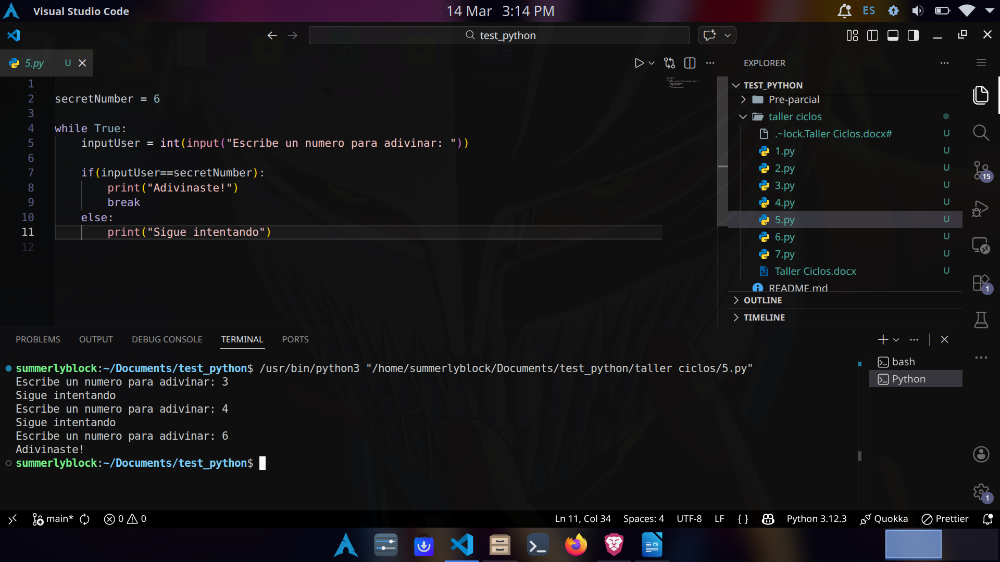 Visual Studio Code
14 Mar 3:14 PM
ES
test_python
5.py U
EXPLORER
TEST_PYTHON
Pre-parcial
taller ciclos
.~lock.Taller Ciclos.docx# U
1.py U
2.py U
3.py U
4.py U
5.py U
6.py U
7.py U
Taller Ciclos.docx U
README.md
OUTLINE
TIMELINE
15
1
1
1
2 secretNumber = 6
3
4 while True:
5 inputUser = int(input("Escribe un numero para adivinar: "))
6
7 if(inputUser==secretNumber):
8 print("Adivinaste!")
9 break
10 else:
11 print("Sigue intentando")
12
PROBLEMS OUTPUT DEBUG CONSOLE TERMINAL PORTS
summerlyblock:~/Documents/test_python$ /usr/bin/python3 "/home/summerlyblock/Documents/test_python/taller ciclos/5.py"
Escribe un numero para adivinar: 3
Sigue intentando
Escribe un numero para adivinar: 4
Sigue intentando
Escribe un numero para adivinar: 6
Adivinaste!
summerlyblock:~/Documents/test_python$
bash
Python
main* 0 0 Ln 11, Col 34 Spaces: 4 UTF-8 LF { } Python 3.12.3 Quokka Prettier